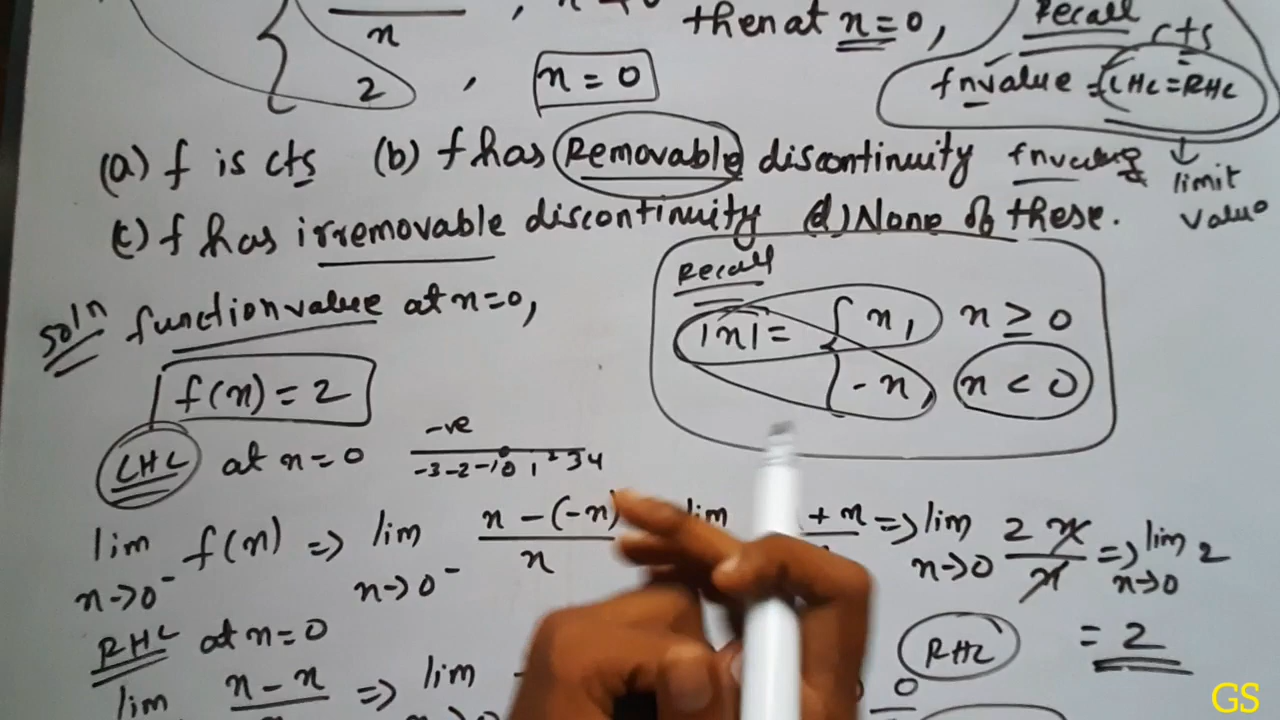 Recall
then at n=0,
cts
n
2 , n=0
fn value = LHL=RHL
(a) f is cts (b) f has Removable discontinuity
limit
value
(c) f has irremovable discontinuity (d) None of these.
Recall
Soln function value at n=0,
|n|= { n, n ≥ 0
-n, n < 0
f(n) = 2
-ve
LHL at n=0
-3 -2 -1 0 1 2 3 4
lim n→0⁻ f(n) => lim n→0⁻ n-(-n)/n lim +n => lim n→0 2n/n => lim n→0 2
RHL at n=0
RHL = 2
lim n-n => lim
0
GS